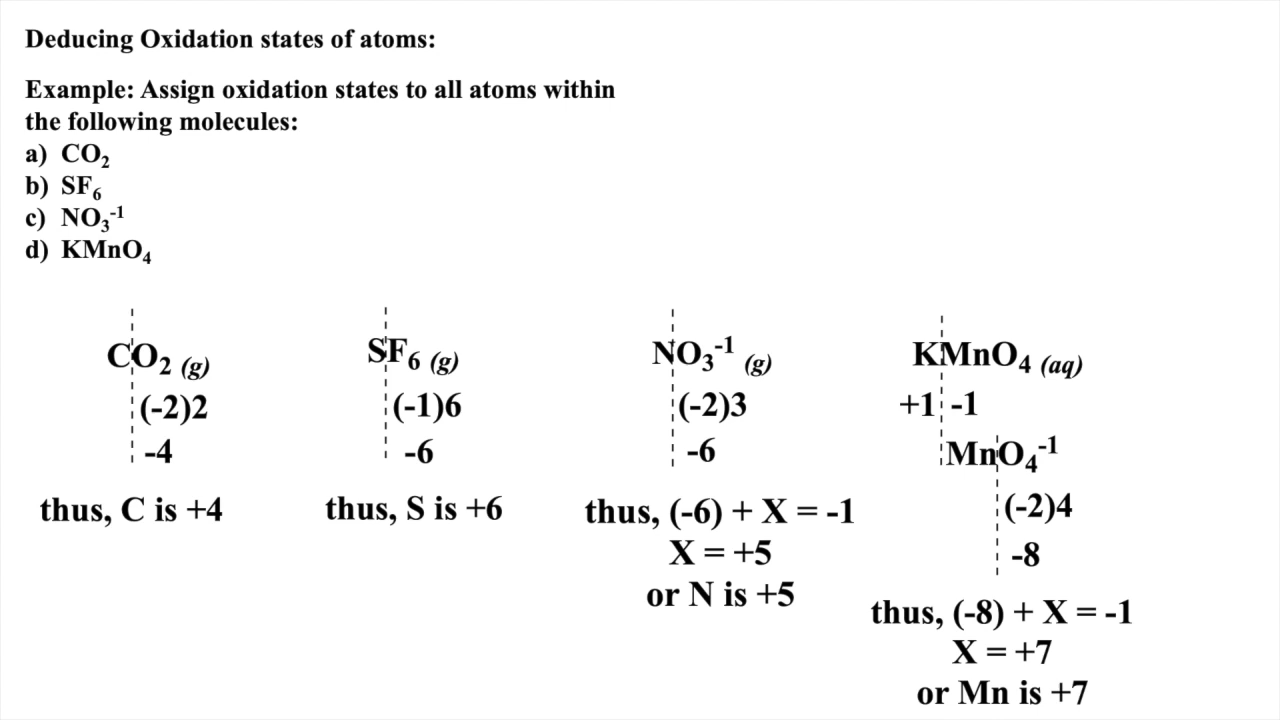 Deducing Oxidation states of atoms:
Example: Assign oxidation states to all atoms within
the following molecules:
a) CO₂
b) SF₆
c) NO₃⁻¹
d) KMnO₄
CO₂ (g)
(-2)2
-4
thus, C is +4
SF₆ (g)
(-1)6
-6
thus, S is +6
NO₃⁻¹ (g)
(-2)3
-6
thus, (-6) + X = -1
X = +5
or N is +5
KMnO₄ (aq)
+1 -1
MnO₄⁻¹
(-2)4
-8
thus, (-8) + X = -1
X = +7
or Mn is +7